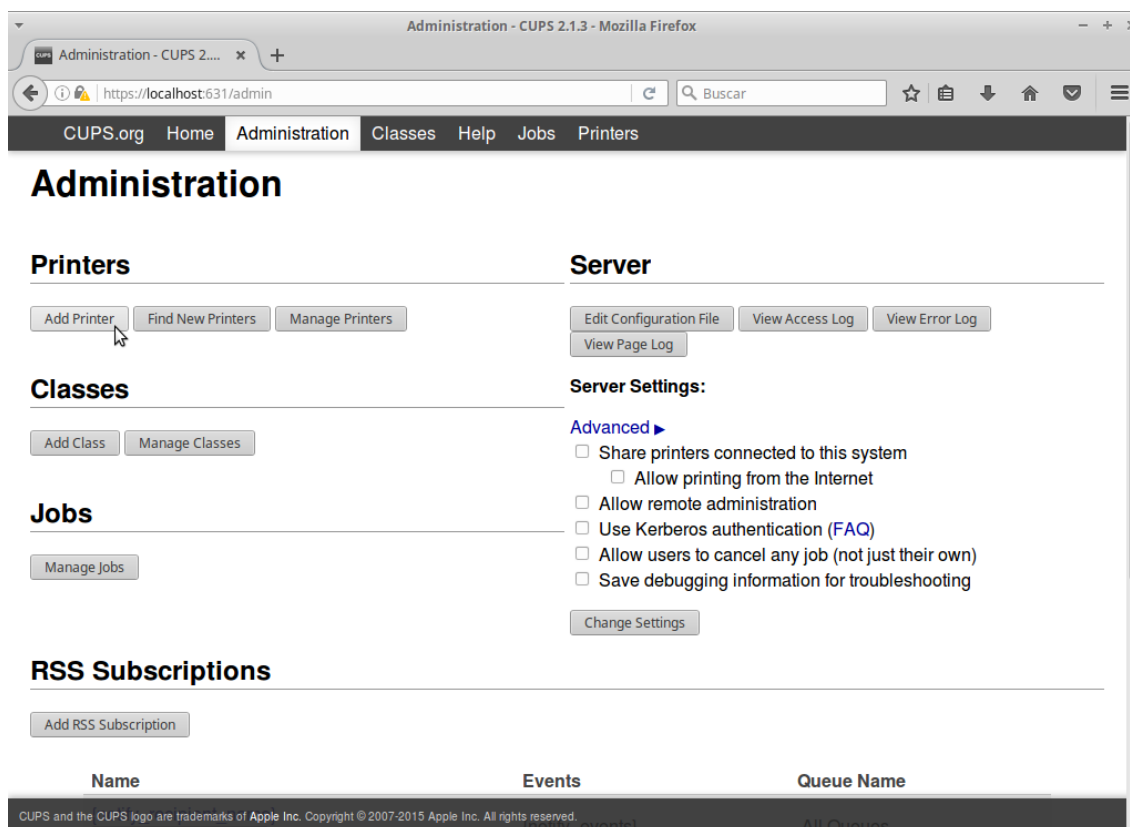 Administration - CUPS 2.1.3 - Mozilla Firefox
Administration - CUPS 2....
https://localhost:631/admin
Buscar
CUPS.org Home Administration Classes Help Jobs Printers
Administration
Printers
Add Printer Find New Printers Manage Printers
Classes
Add Class Manage Classes
Jobs
Manage Jobs
Server
Edit Configuration File View Access Log View Error Log
View Page Log
Server Settings:
Advanced ▶
Share printers connected to this system
Allow printing from the Internet
Allow remote administration
Use Kerberos authentication (FAQ)
Allow users to cancel any job (not just their own)
Save debugging information for troubleshooting
Change Settings
RSS Subscriptions
Add RSS Subscription
Name Events Queue Name
All Queues
CUPS and the CUPS logo are trademarks of Apple Inc. Copyright © 2007-2015 Apple Inc. All rights reserved.